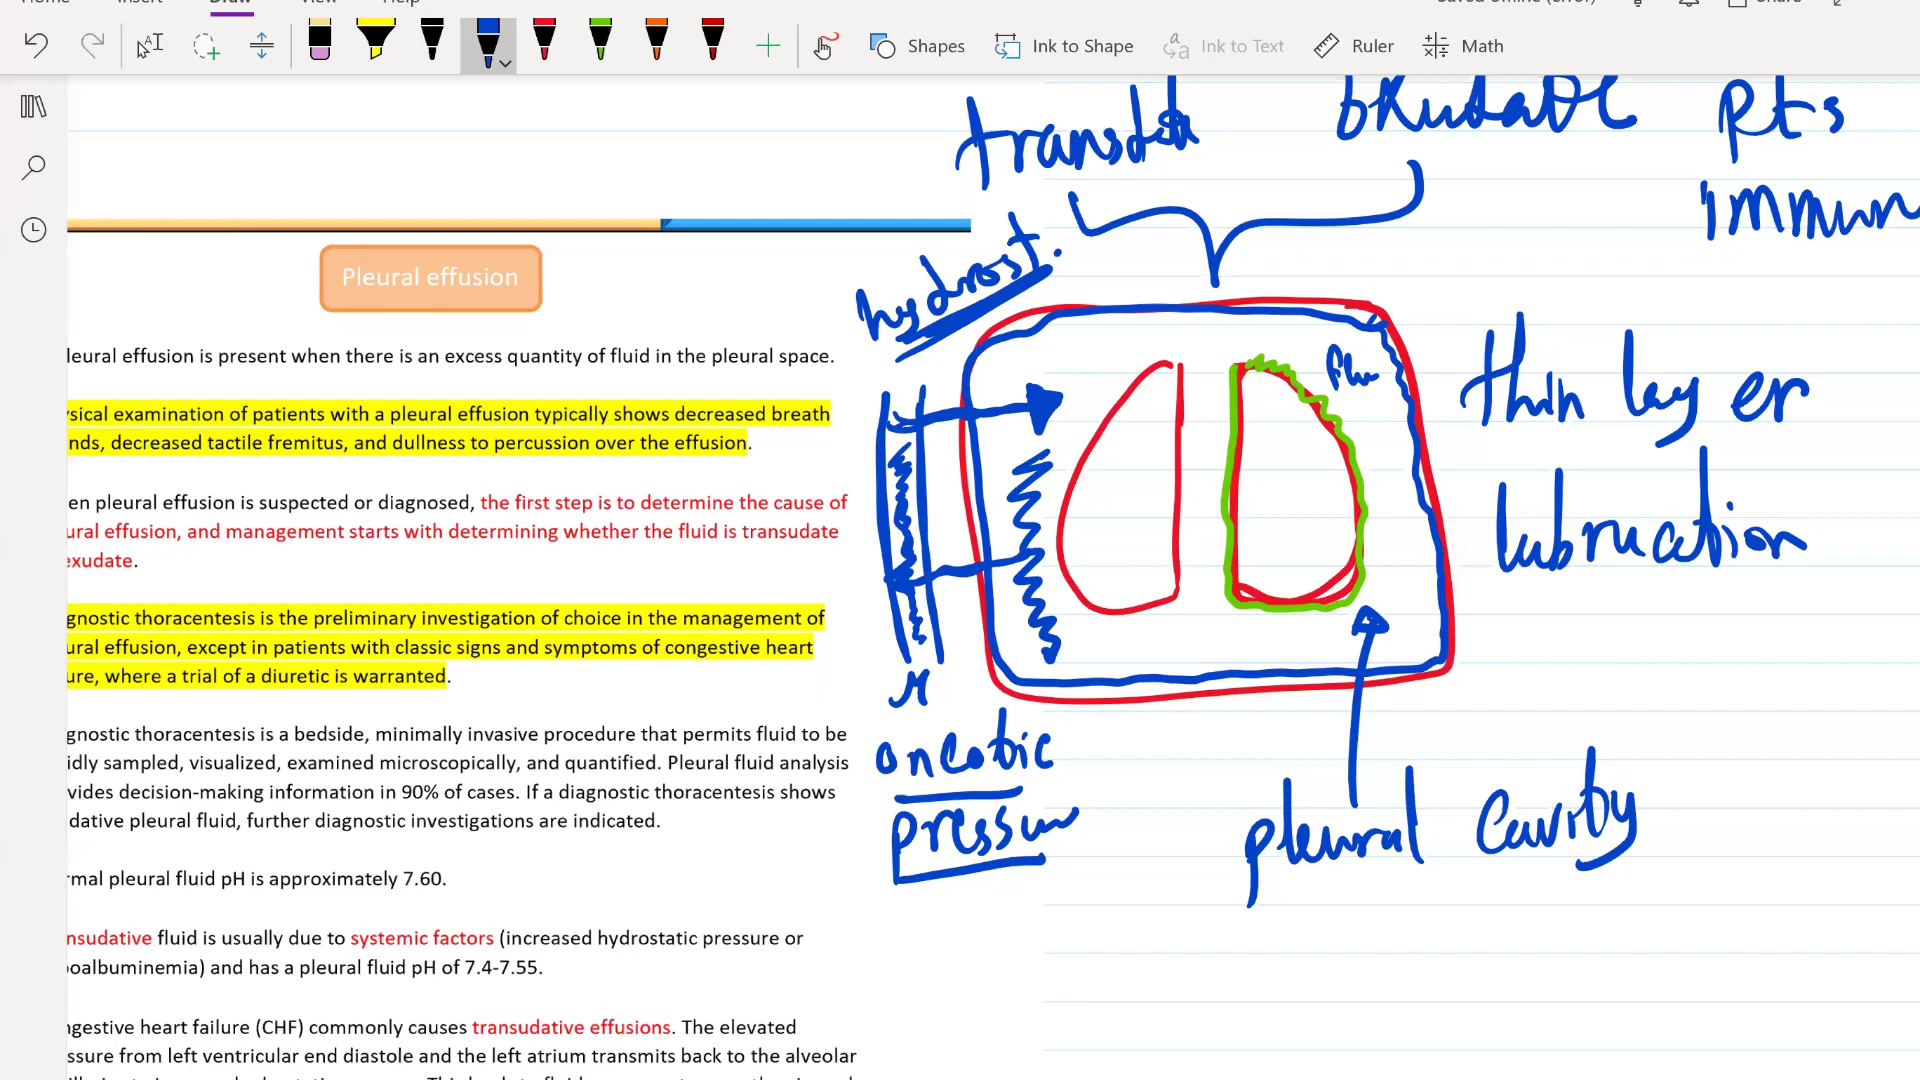 Home Insert Draw View Help Saved online (error) Share
Shapes Ink to Shape Ink to Text Ruler Math
Pleural effusion
leural effusion is present when there is an excess quantity of fluid in the pleural space.
ysical examination of patients with a pleural effusion typically shows decreased breath
nds, decreased tactile fremitus, and dullness to percussion over the effusion.
en pleural effusion is suspected or diagnosed, the first step is to determine the cause of
ural effusion, and management starts with determining whether the fluid is transudate
exudate.
gnostic thoracentesis is the preliminary investigation of choice in the management of
ural effusion, except in patients with classic signs and symptoms of congestive heart
ure, where a trial of a diuretic is warranted.
gnostic thoracentesis is a bedside, minimally invasive procedure that permits fluid to be
idly sampled, visualized, examined microscopically, and quantified. Pleural fluid analysis
vides decision-making information in 90% of cases. If a diagnostic thoracentesis shows
dative pleural fluid, further diagnostic investigations are indicated.
rmal pleural fluid pH is approximately 7.60.
nsudative fluid is usually due to systemic factors (increased hydrostatic pressure or
oalbuminemia) and has a pleural fluid pH of 7.4-7.55.
ngestive heart failure (CHF) commonly causes transudative effusions. The elevated
ssure from left ventricular end diastole and the left atrium transmits back to the alveolar
pts
immun
hydrost.
thin layer
lubrication
oncotic
pressure
pleural cavity